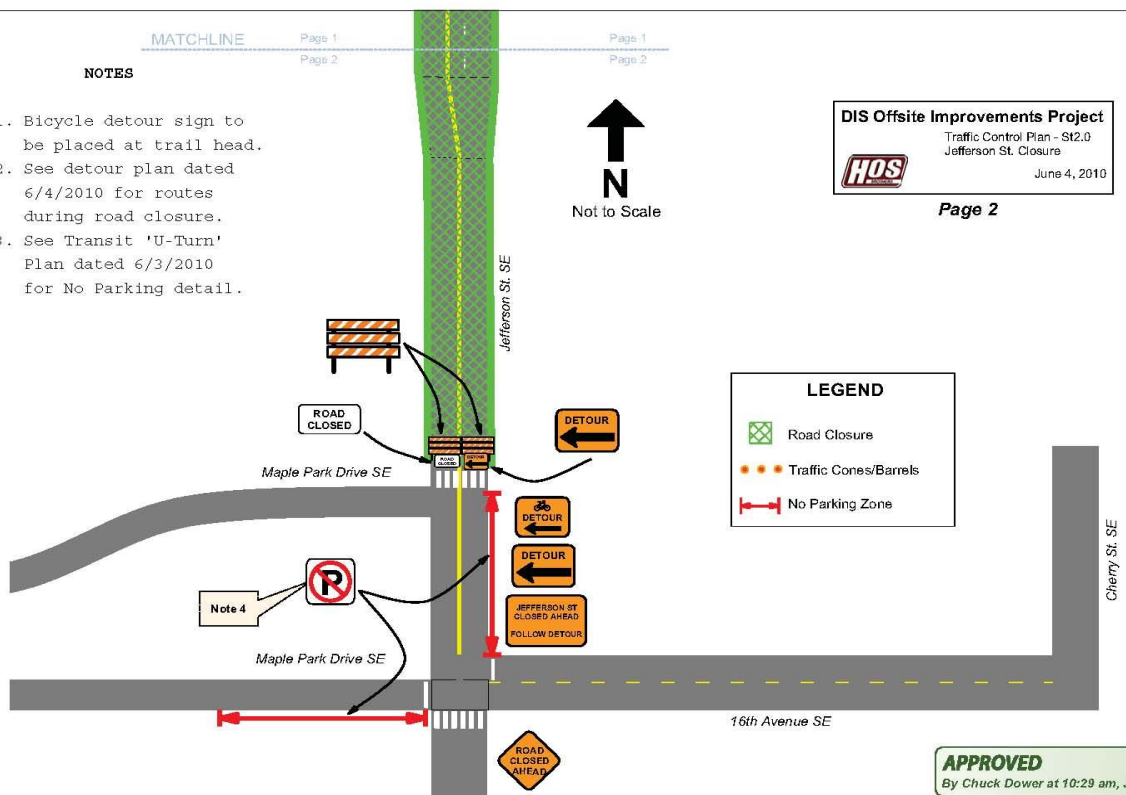 MATCHLINE
Page 1
Page 1
Page 2
Page 2
NOTES
1. Bicycle detour sign to
be placed at trail head.
2. See detour plan dated
6/4/2010 for routes
during road closure.
3. See Transit 'U-Turn'
Plan dated 6/3/2010
for No Parking detail.
N
Not to Scale
DIS Offsite Improvements Project
Traffic Control Plan - St2.0
Jefferson St. Closure
HOS
BROTHERS
June 4, 2010
Page 2
Jefferson St. SE
ROAD
CLOSED
DETOUR
ROAD
CLOSED
DETOUR
Maple Park Drive SE
LEGEND
Road Closure
Traffic Cones/Barrels
No Parking Zone
DETOUR
DETOUR
P
Note 4
JEFFERSON ST
CLOSED AHEAD
FOLLOW DETOUR
Cherry St. SE
Maple Park Drive SE
16th Avenue SE
ROAD
CLOSED
AHEAD
APPROVED
By Chuck Dower at 10:29 am,